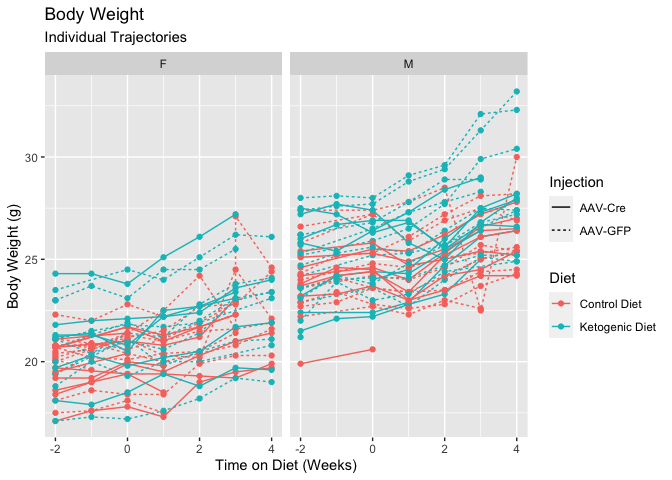 Body Weight
Individual Trajectories
F
M
Body Weight (g)
30
25
20
-2
0
2
4
-2
0
2
4
Time on Diet (Weeks)
Injection
AAV-Cre
AAV-GFP
Diet
Control Diet
Ketogenic Diet